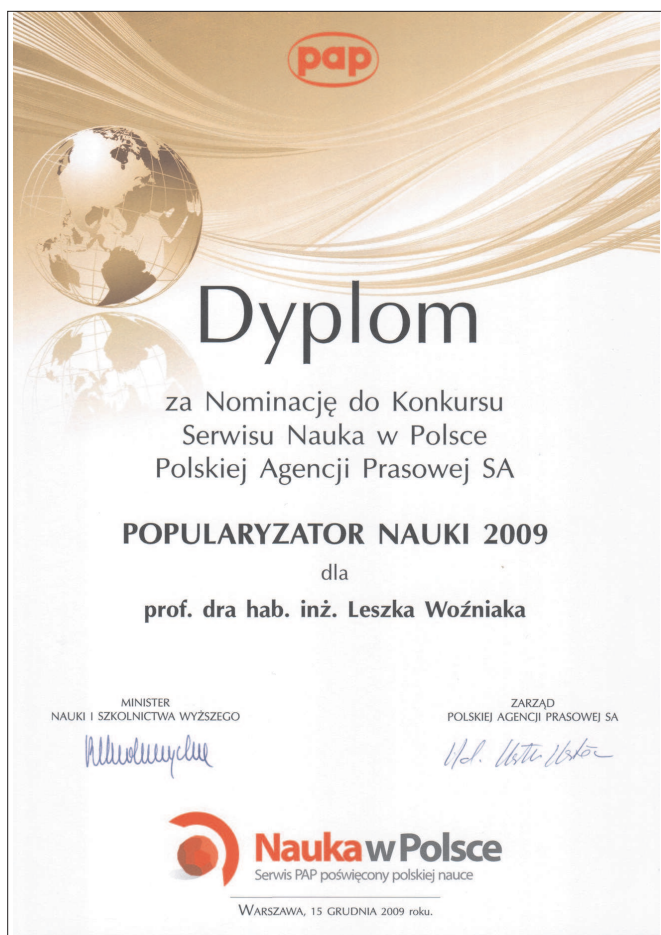 pap
Dyplom
za Nominację do Konkursu
Serwisu Nauka w Polsce
Polskiej Agencji Prasowej SA
POPULARYZATOR NAUKI 2009
dla
prof. dra hab. inż. Leszka Woźniaka
MINISTER
NAUKI I SZKOLNICTWA WYŻSZEGO
ZARZĄD
POLSKIEJ AGENCJI PRASOWEJ SA
Nauka w Polsce
Serwis PAP poświęcony polskiej nauce
WARSZAWA, 15 GRUDNIA 2009 roku.